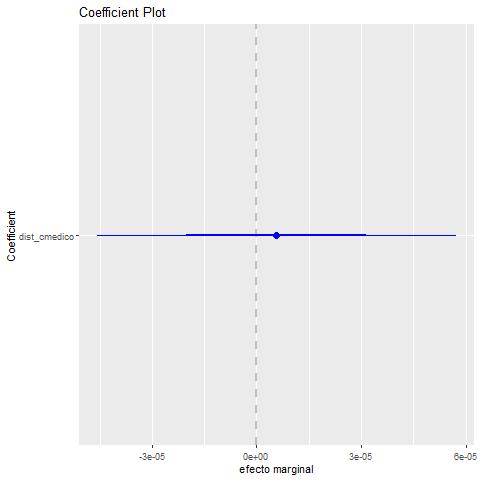 Coefficient Plot
Coefficient
dist_cmedico
-3e-05 0e+00 3e-05 6e-05
efecto marginal